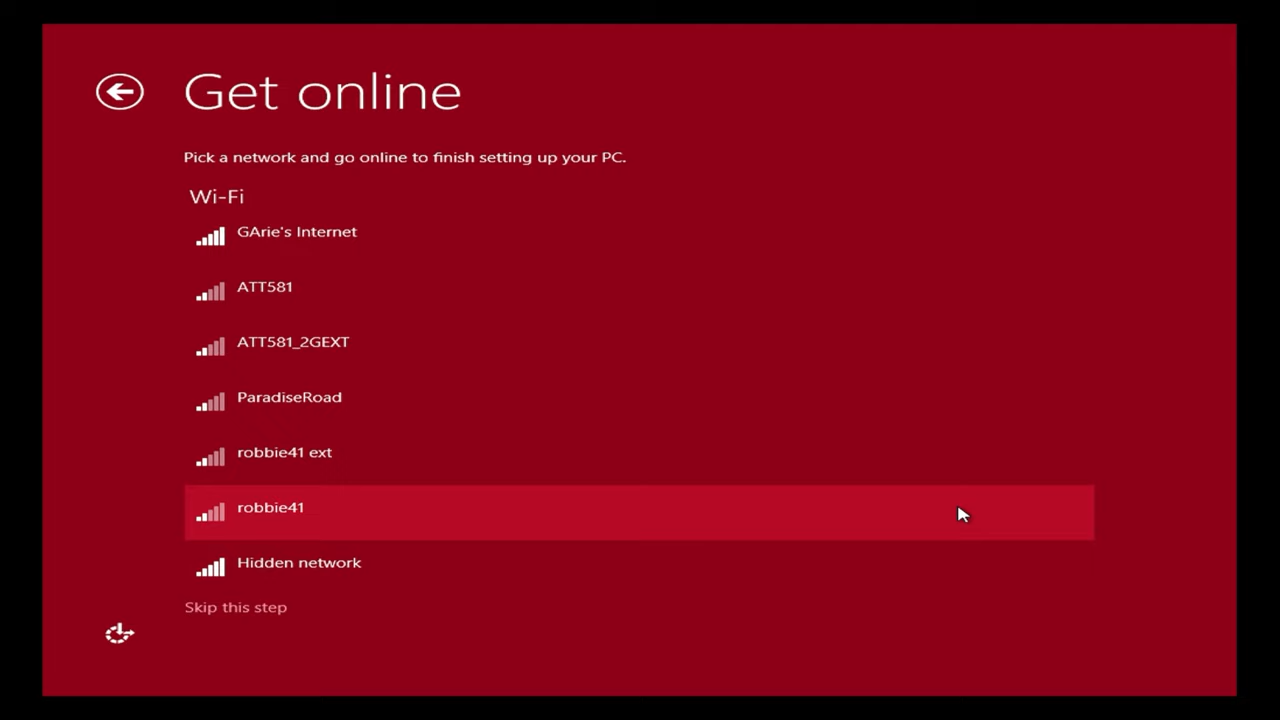 Get online
Pick a network and go online to finish setting up your PC.
Wi-Fi
GArie's Internet
ATT581
ATT581_2GEXT
ParadiseRoad
robbie41 ext
robbie41
Hidden network
Skip this step